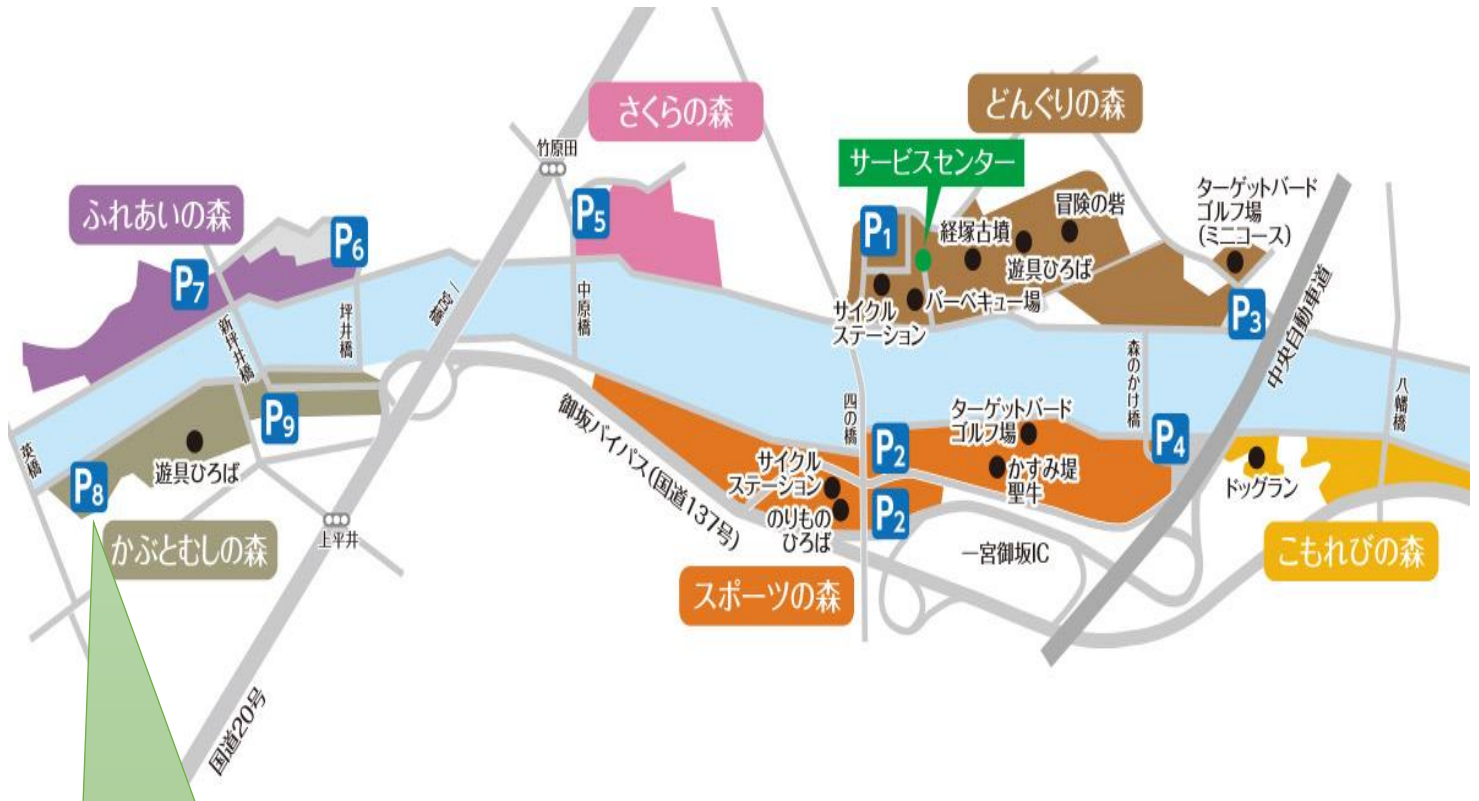 さくらの森
どんぐりの森
サービスセンター
竹原田
ふれあいの森
P5
P6
P7
P1
経塚古墳
冒険の砦
遊具ひろば
ターゲットバード
ゴルフ場
(ミニコース)
サイクル
ステーション
バーベキュー場
P3
中央自動車道
新坪井橋
坪井橋
一宮橋
中原橋
四の橋
森のかけ橋
八幡橋
英橋
P9
遊具ひろば
P8
かぶとむしの森
上平井
国道20号
御坂バイパス(国道137号)
サイクル
ステーション
のりもの
ひろば
P2
P2
ターゲットバード
ゴルフ場
かすみ堤
聖牛
P4
ドッグラン
一宮御坂IC
スポーツの森
こもれびの森